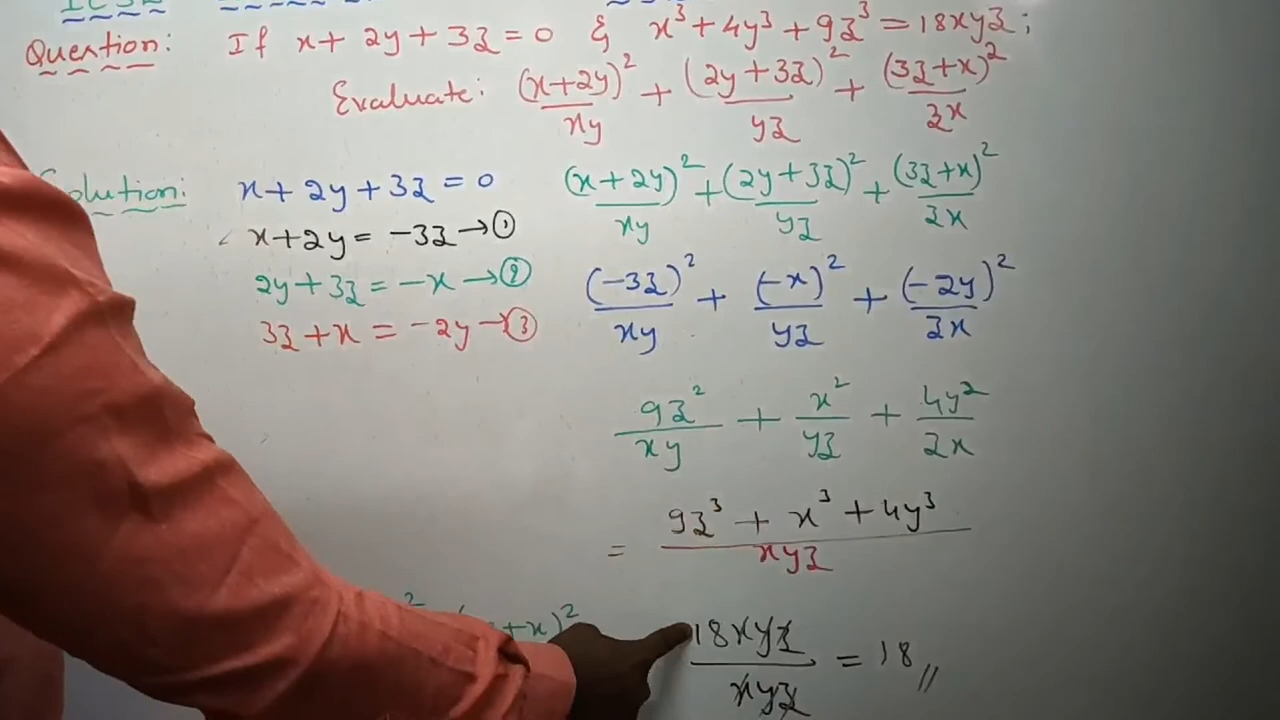 Question: If x + 2y + 3z = 0 & x³ + 4y³ + 9z³ = 18xyz;
Evaluate: (x+2y)²/xy + (2y+3z)²/yz + (3z+x)²/zx
Solution: x + 2y + 3z = 0
x + 2y = -3z → ①
2y + 3z = -x → ②
3z + x = -2y → ③
(x+2y)²/xy + (2y+3z)²/yz + (3z+x)²/zx
(-3z)²/xy + (-x)²/yz + (-2y)²/zx
9z²/xy + x²/yz + 4y²/zx
= 9z³ + x³ + 4y³/xyz
+x)²
18xyz/xyz = 18//